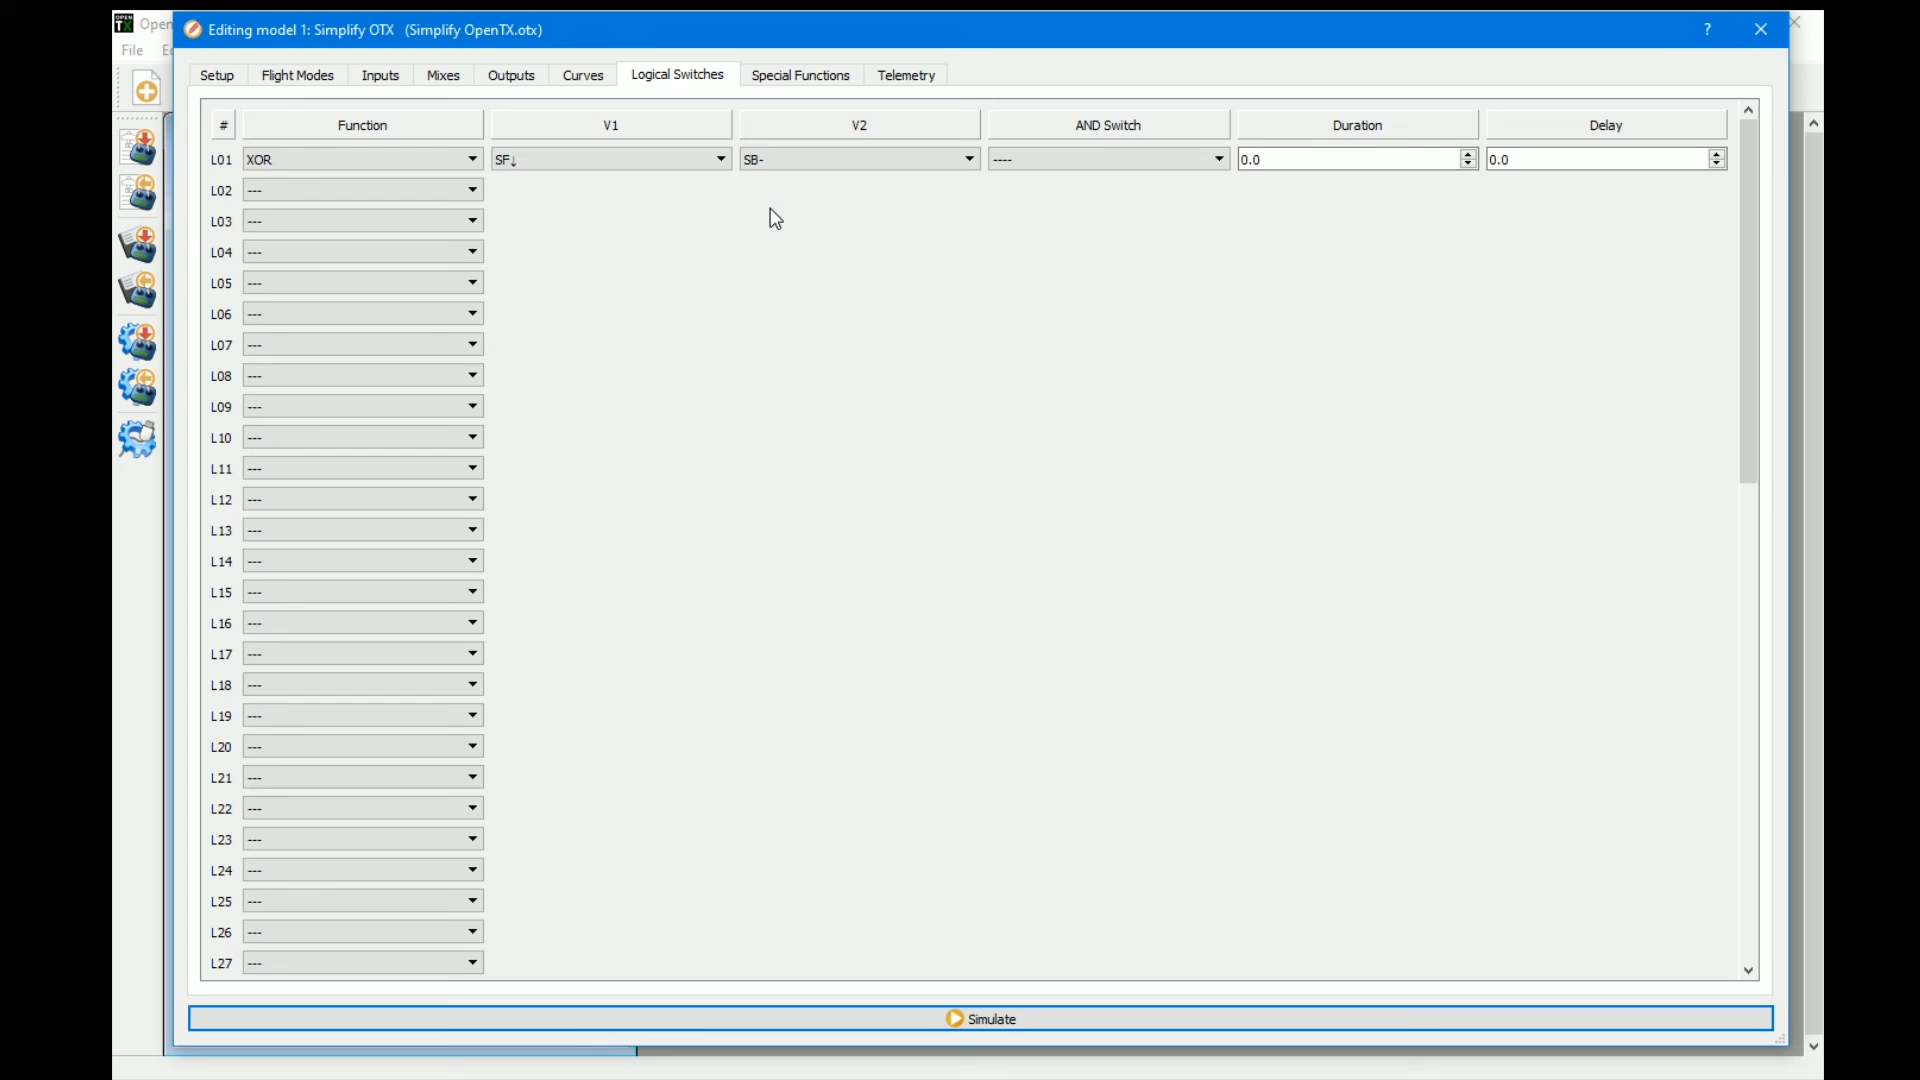 OPEN TX Open Editing model 1: Simplify OTX (Simplify OpenTX.otx) ?
File
Setup Flight Modes Inputs Mixes Outputs Curves Logical Switches Special Functions Telemetry
# Function V1 V2 AND Switch Duration Delay
L01 XOR SF↓ SB- ---- 0.0 0.0
L02 ---
L03 ---
L04 ---
L05 ---
L06 ---
L07 ---
L08 ---
L09 ---
L10 ---
L11 ---
L12 ---
L13 ---
L14 ---
L15 ---
L16 ---
L17 ---
L18 ---
L19 ---
L20 ---
L21 ---
L22 ---
L23 ---
L24 ---
L25 ---
L26 ---
L27 ---
Simulate